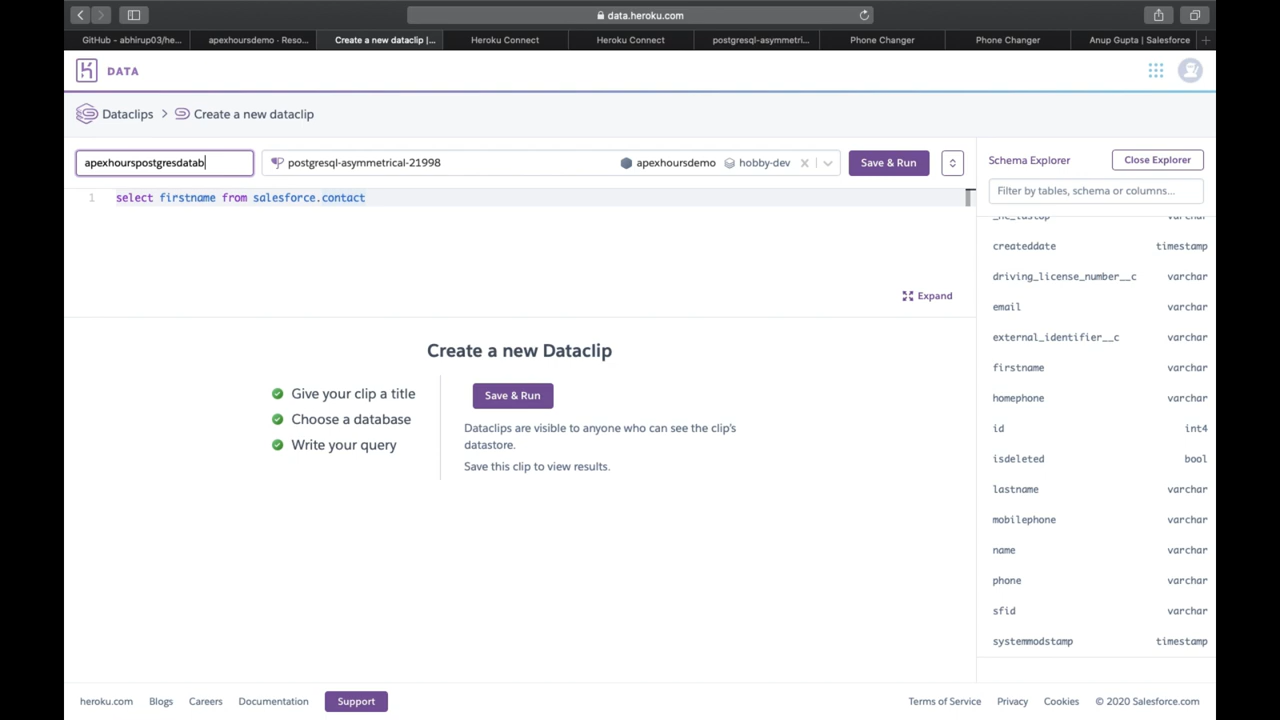 data.heroku.com
GitHub - abhirup03/he...
apexhoursdemo · Reso...
Create a new dataclip |...
Heroku Connect
Heroku Connect
postgresql-asymmetri...
Phone Changer
Phone Changer
Anup Gupta | Salesforce
DATA
Dataclips > Create a new dataclip
apexhourspostgresdatab
postgresql-asymmetrical-21998
apexhoursdemo
hobby-dev
Save & Run
Schema Explorer
Close Explorer
1 select firstname from salesforce.contact
Filter by tables, schema or columns...
varchar
createddate timestamp
driving_license_number__c varchar
email varchar
external_identifier__c varchar
firstname varchar
homephone varchar
id int4
isdeleted bool
lastname varchar
mobilephone varchar
name varchar
phone varchar
sfid varchar
systemmodstamp timestamp
Expand
Create a new Dataclip
Give your clip a title
Choose a database
Write your query
Save & Run
Dataclips are visible to anyone who can see the clip's
datastore.
Save this clip to view results.
heroku.com
Blogs
Careers
Documentation
Support
Terms of Service
Privacy
Cookies
© 2020 Salesforce.com